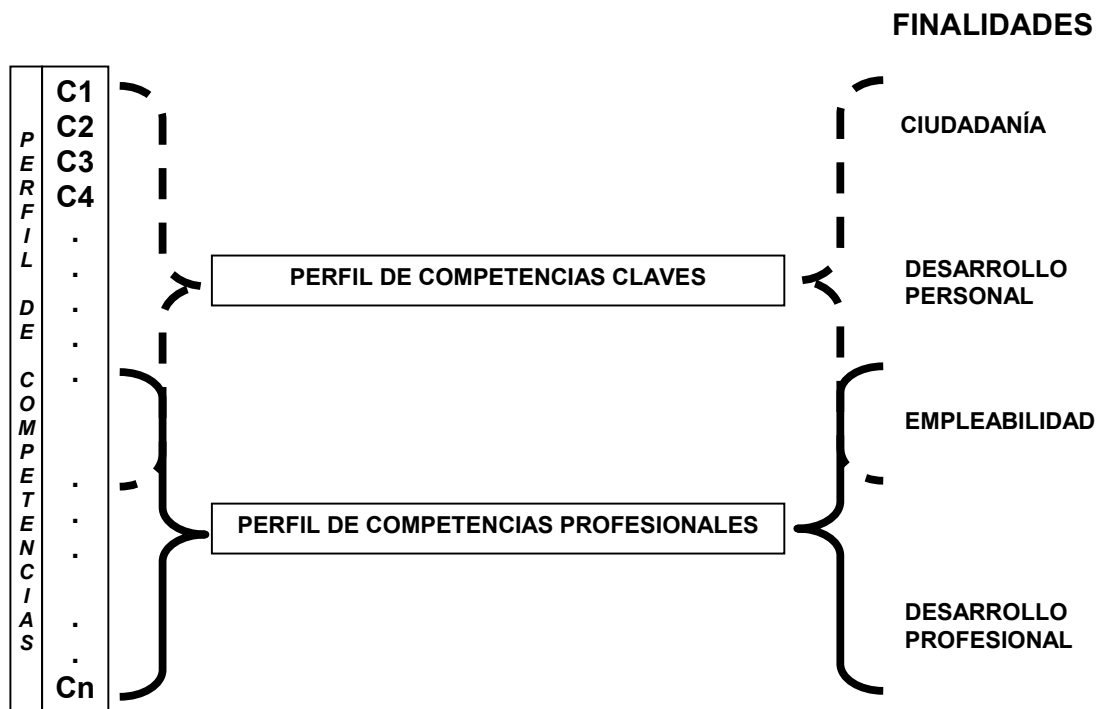 FINALIDADES
PERFIL DE COMPETENCIAS
C1
C2
C3
C4
.
.
.
.
.
.
.
.
.
.
Cn
PERFIL DE COMPETENCIAS CLAVES
PERFIL DE COMPETENCIAS PROFESIONALES
CIUDADANÍA
DESARROLLO
PERSONAL
EMPLEABILIDAD
DESARROLLO
PROFESIONAL